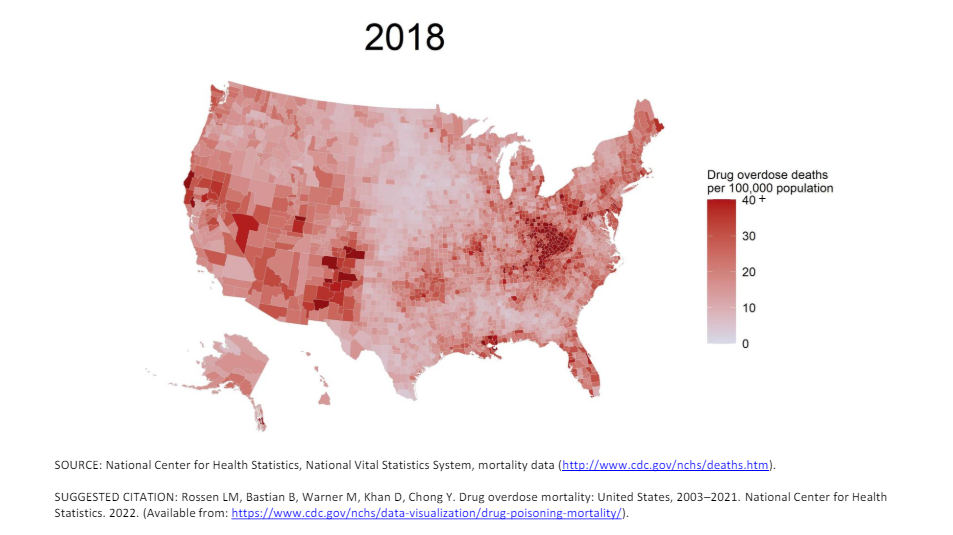 2018
Drug overdose deaths
per 100,000 population
40 +
30
20
10
0
SOURCE: National Center for Health Statistics, National Vital Statistics System, mortality data (http://www.cdc.gov/nchs/deaths.htm).
SUGGESTED CITATION: Rossen LM, Bastian B, Warner M, Khan D, Chong Y. Drug overdose mortality: United States, 2003–2021. National Center for Health
Statistics. 2022. (Available from: https://www.cdc.gov/nchs/data-visualization/drug-poisoning-mortality/).